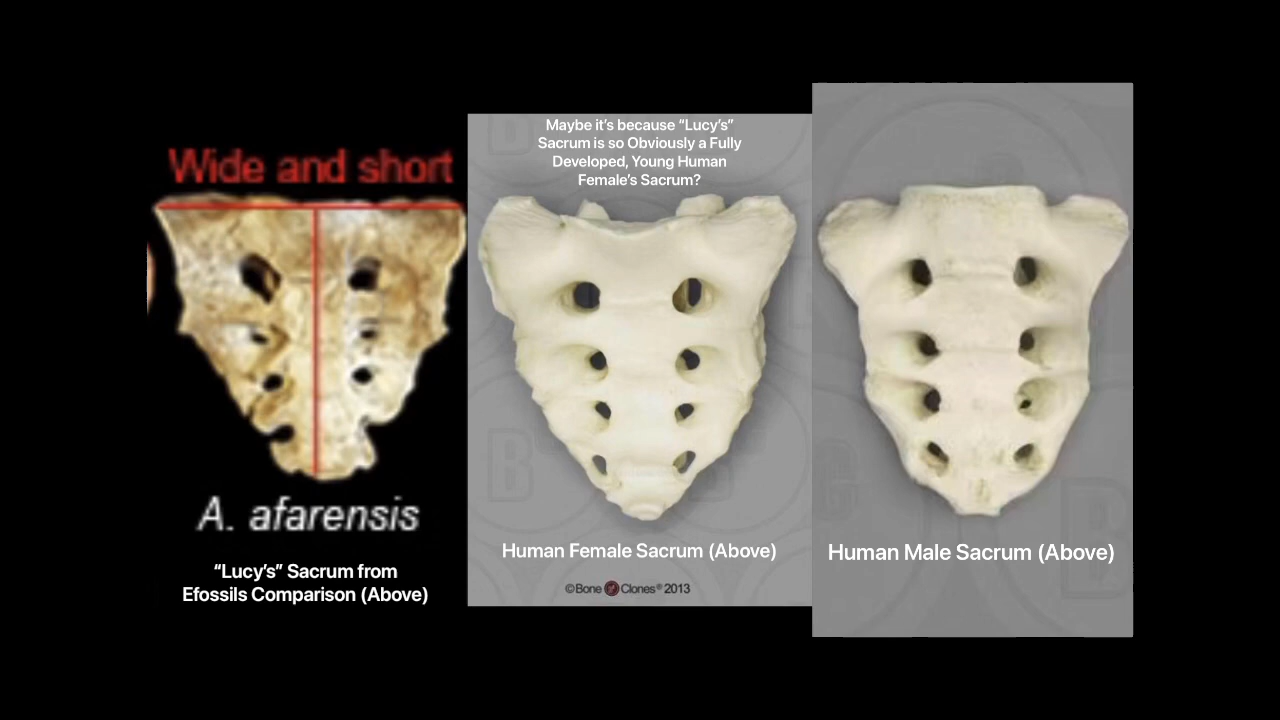 Wide and short
A. afarensis
“Lucy’s” Sacrum from
Efossils Comparison (Above)
Maybe it’s because “Lucy’s”
Sacrum is so Obviously a Fully
Developed, Young Human
Female’s Sacrum?
Human Female Sacrum (Above)
©Bone Clones® 2013
Human Male Sacrum (Above)